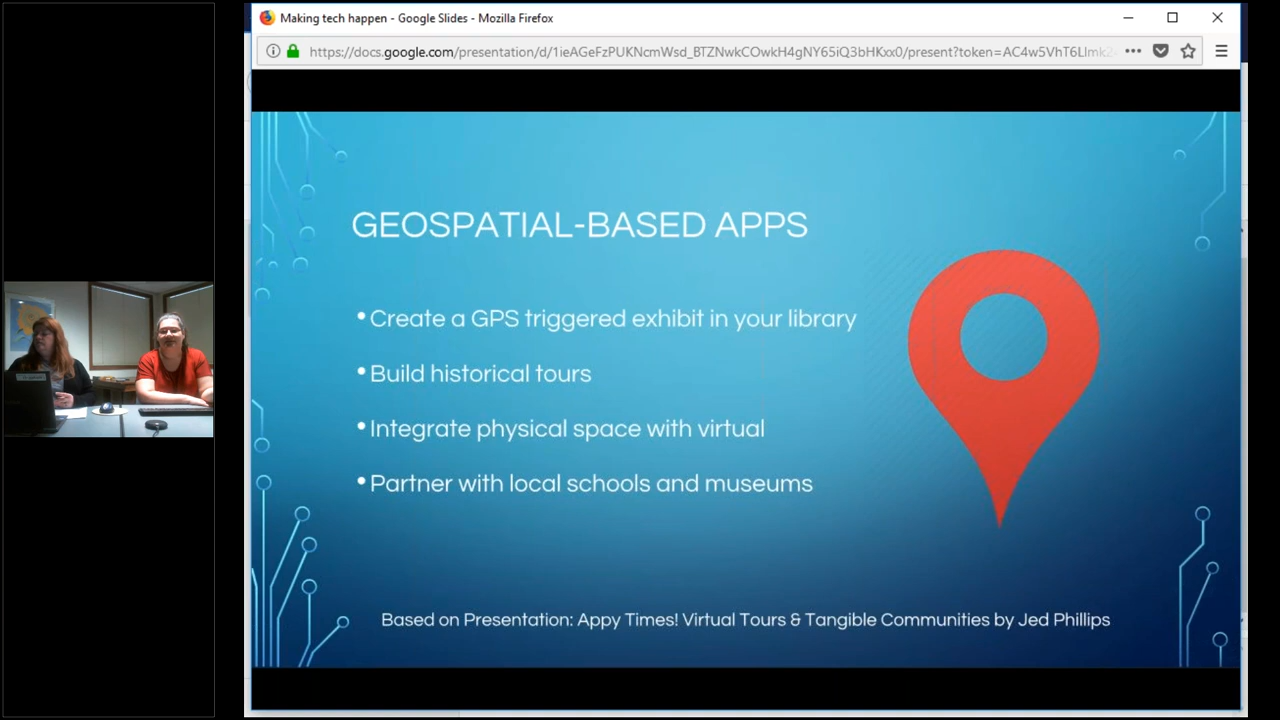 Making tech happen - Google Slides - Mozilla Firefox
https://docs.google.com/presentation/d/1ieAGeFzPUKNcmWsd_BTZNwkCOwkH4gNY65iQ3bHKxx0/present?token=AC4w5VhT6LImk2
GEOSPATIAL-BASED APPS
•Create a GPS triggered exhibit in your library
•Build historical tours
•Integrate physical space with virtual
•Partner with local schools and museums
Based on Presentation: Appy Times! Virtual Tours & Tangible Communities by Jed Phillips